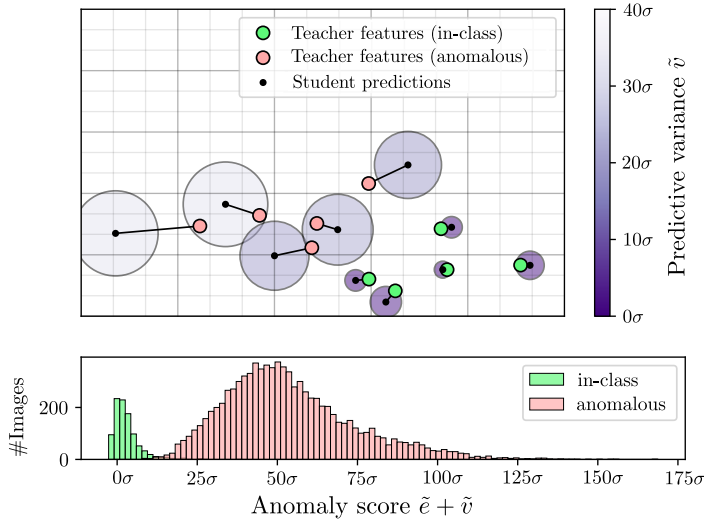 Teacher features (in-class)
Teacher features (anomalous)
Student predictions
40σ
30σ
20σ
10σ
0σ
Predictive variance ṽ
#Images
200
0
in-class
anomalous
0σ 25σ 50σ 75σ 100σ 125σ 150σ 175σ
Anomaly score ẽ + ṽ